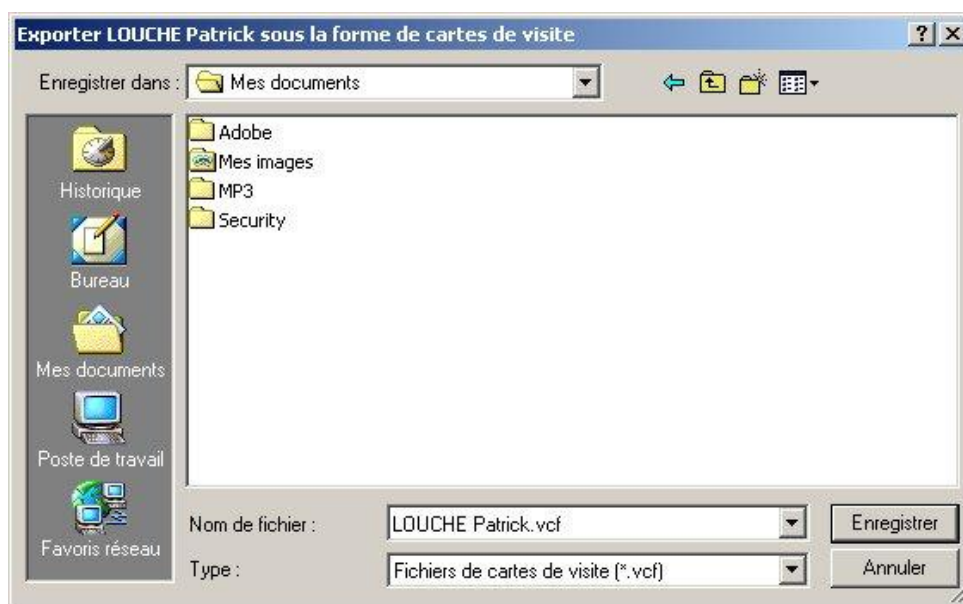 Exporter LOUCHE Patrick sous la forme de cartes de visite
Enregistrer dans :
Mes documents
Historique
Bureau
Mes documents
Poste de travail
Favoris réseau
Adobe
Mes images
MP3
Security
Nom de fichier :
LOUCHE Patrick.vcf
Enregistrer
Type :
Fichiers de cartes de visite (*.vcf)
Annuler